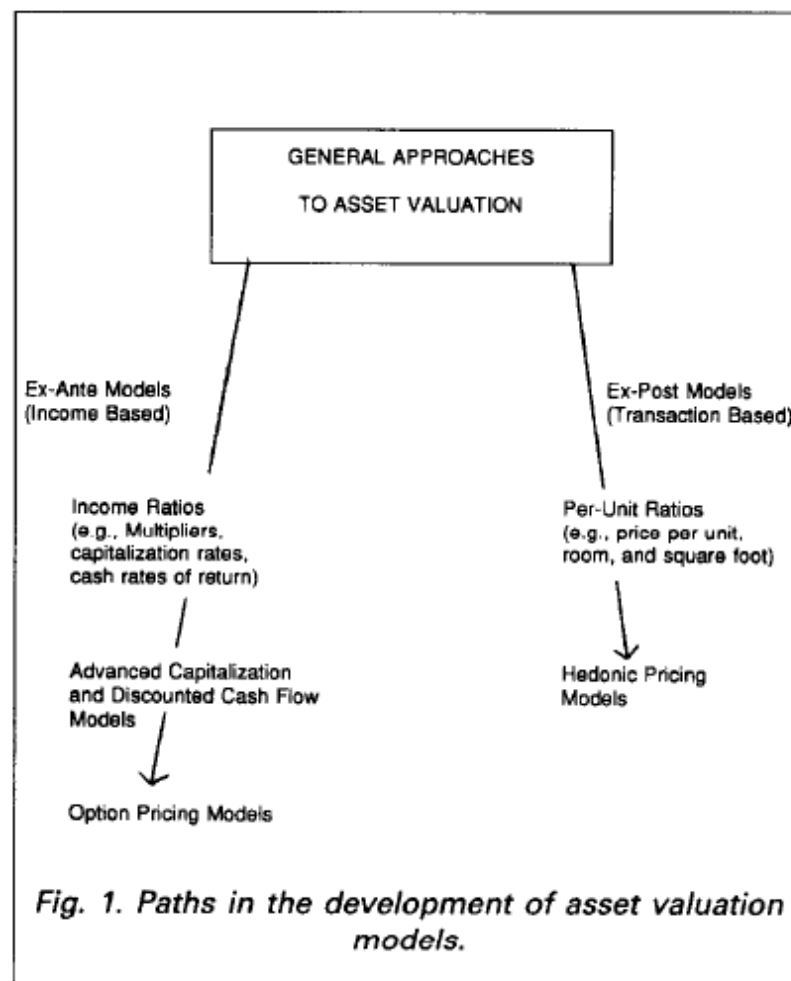 GENERAL APPROACHES
TO ASSET VALUATION
Ex-Ante Models
(Income Based)
Ex-Post Models
(Transaction Based)
Income Ratios
(e.g., Multipliers,
capitalization rates,
cash rates of return)
Per-Unit Ratios
(e.g., price per unit,
room, and square foot)
Advanced Capitalization
and Discounted Cash Flow
Models
Hedonic Pricing
Models
Option Pricing Models
Fig. 1. Paths in the development of asset valuation
models.